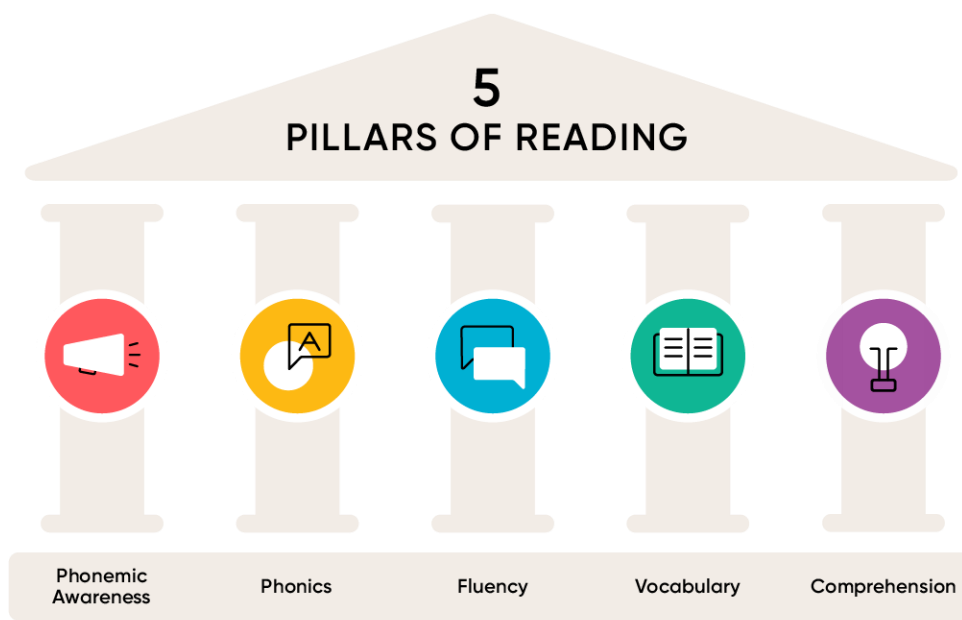 5
PILLARS OF READING
A
Phonemic
Awareness
Phonics
Fluency
Vocabulary
Comprehension